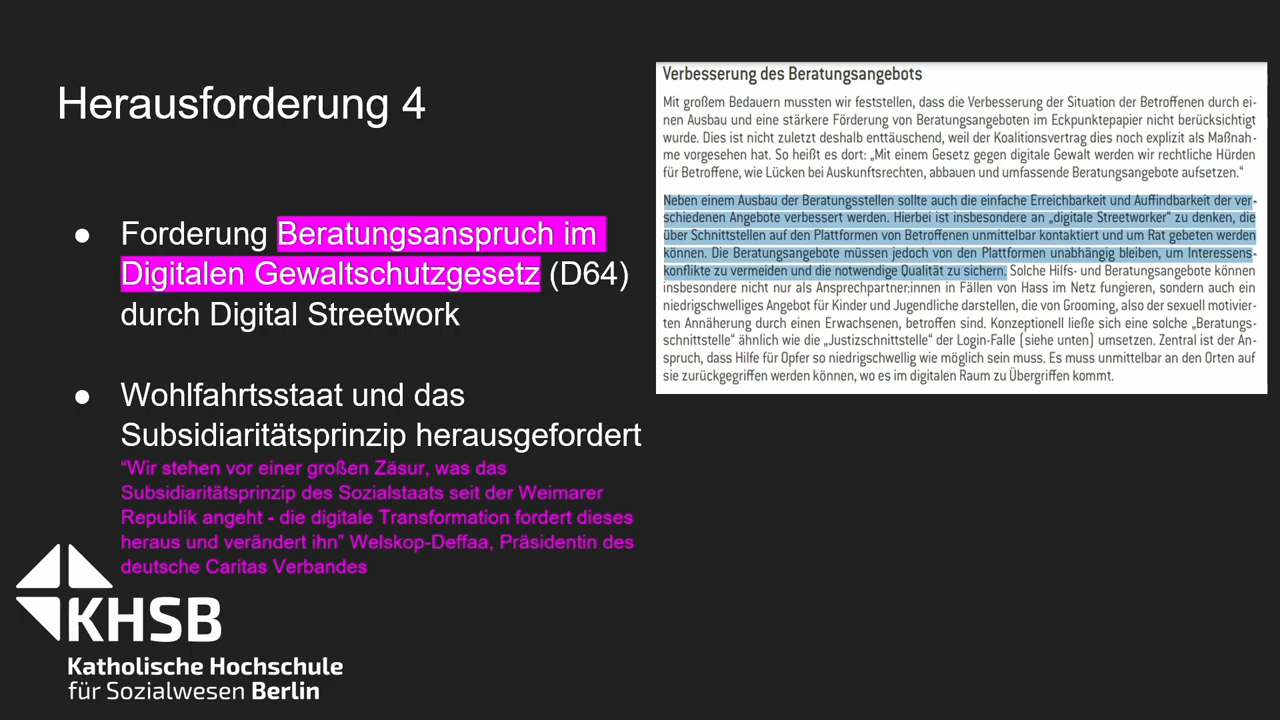 Herausforderung 4
● Forderung Beratungsanspruch im
Digitalen Gewaltschutzgesetz (D64)
durch Digital Streetwork
● Wohlfahrtsstaat und das
Subsidiaritätsprinzip herausgefordert
“Wir stehen vor einer großen Zäsur, was das
Subsidiaritätsprinzip des Sozialstaats seit der Weimarer
Republik angeht - die digitale Transformation fordert dieses
heraus und verändert ihn” Welskop-Deffaa, Präsidentin des
deutsche Caritas Verbandes
KHSB
Katholische Hochschule
für Sozialwesen Berlin
Verbesserung des Beratungsangebots
Mit großem Bedauern mussten wir feststellen, dass die Verbesserung der Situation der Betroffenen durch ei-
nen Ausbau und eine stärkere Förderung von Beratungsangeboten im Eckpunktepapier nicht berücksichtigt
wurde. Dies ist nicht zuletzt deshalb enttäuschend, weil der Koalitionsvertrag dies noch explizit als Maßnah-
me vorgesehen hat. So heißt es dort: „Mit einem Gesetz gegen digitale Gewalt werden wir rechtliche Hürden
für Betroffene, wie Lücken bei Auskunftsrechten, abbauen und umfassende Beratungsangebote aufsetzen.“
Neben einem Ausbau der Beratungsstellen sollte auch die einfache Erreichbarkeit und Auffindbarkeit der ver-
schiedenen Angebote verbessert werden. Hierbei ist insbesondere an „digitale Streetworker“ zu denken, die
über Schnittstellen auf den Plattformen von Betroffenen unmittelbar kontaktiert und um Rat gebeten werden
können. Die Beratungsangebote müssen jedoch von den Plattformen unabhängig bleiben, um Interessens-
konflikte zu vermeiden und die notwendige Qualität zu sichern. Solche Hilfs- und Beratungsangebote können
insbesondere nicht nur als Ansprechpartner:innen in Fällen von Hass im Netz fungieren, sondern auch ein
niedrigschwelliges Angebot für Kinder und Jugendliche darstellen, die von Grooming, also der sexuell motivier-
ten Annäherung durch einen Erwachsenen, betroffen sind. Konzeptionell ließe sich eine solche „Beratungs-
schnittstelle“ ähnlich wie die „Justizschnittstelle“ der Login-Falle (siehe unten) umsetzen. Zentral ist der An-
spruch, dass Hilfe für Opfer so niedrigschwellig wie möglich sein muss. Es muss unmittelbar an den Orten auf
sie zurückgegriffen werden können, wo es im digitalen Raum zu Übergriffen kommt.